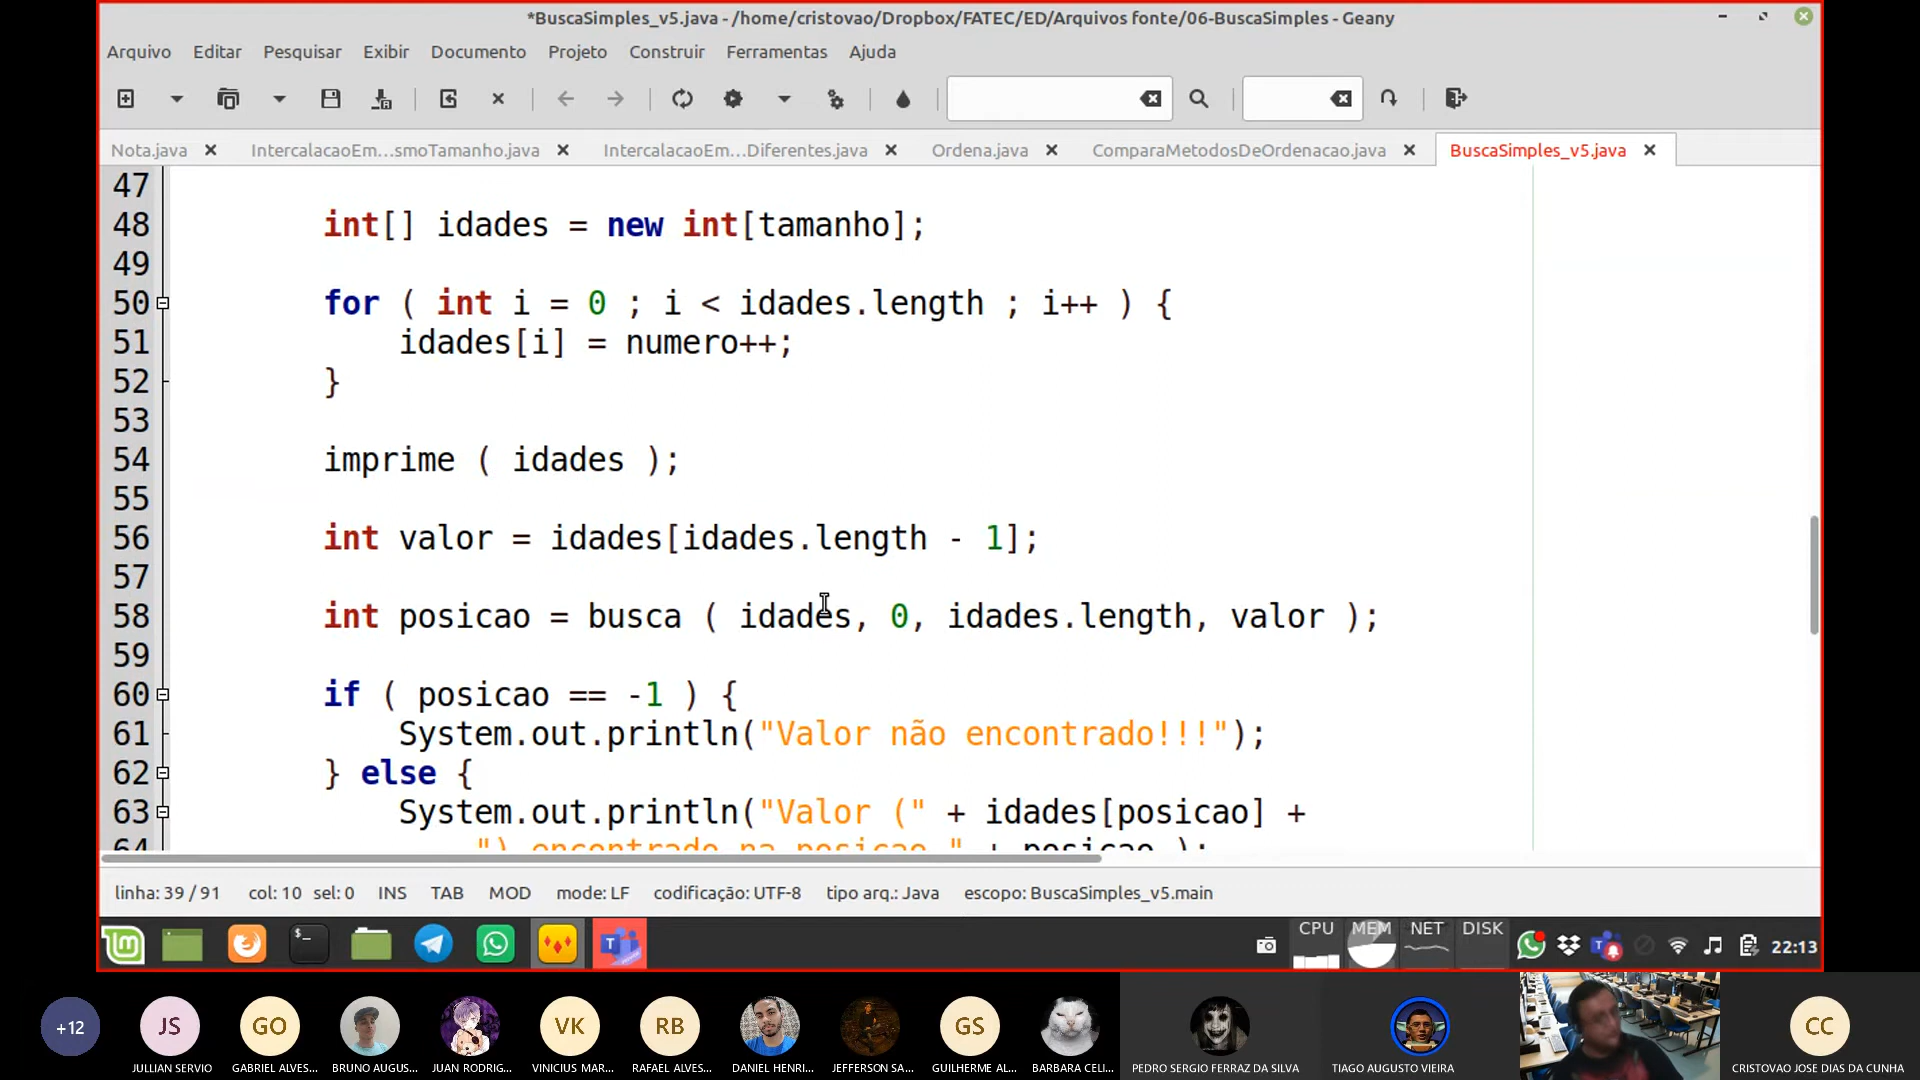 *BuscaSimples_v5.java - /home/cristovao/Dropbox/FATEC/ED/Arquivos fonte/06-BuscaSimples - Geany
Arquivo Editar Pesquisar Exibir Documento Projeto Construir Ferramentas Ajuda
Nota.java IntercalacaoEm...smoTamanho.java IntercalacaoEm...Diferentes.java Ordena.java ComparaMetodosDeOrdenacao.java BuscaSimples_v5.java
47
48 int[] idades = new int[tamanho];
49
50 for ( int i = 0 ; i < idades.length ; i++ ) {
51 idades[i] = numero++;
52 }
53
54 imprime ( idades );
55
56 int valor = idades[idades.length - 1];
57
58 int posicao = busca ( idades, 0, idades.length, valor );
59
60 if ( posicao == -1 ) {
61 System.out.println("Valor não encontrado!!!");
62 } else {
63 System.out.println("Valor (" + idades[posicao] +
64 ") encontrado na posicao " + posicao );
linha: 39 / 91 col: 10 sel: 0 INS TAB MOD mode: LF codificação: UTF-8 tipo arq.: Java escopo: BuscaSimples_v5.main
CPU MEM NET DISK 22:13
+12 JS GO VK RB GS CC
JULLIAN SERVIO GABRIEL ALVES... BRUNO AUGUS... JUAN RODRIG... VINICIUS MAR... RAFAEL ALVES... DANIEL HENRI... JEFFERSON SA... GUILHERME AL... BARBARA CELI... PEDRO SERGIO FERRAZ DA SILVA TIAGO AUGUSTO VIEIRA CRISTOVAO JOSE DIAS DA CUNHA